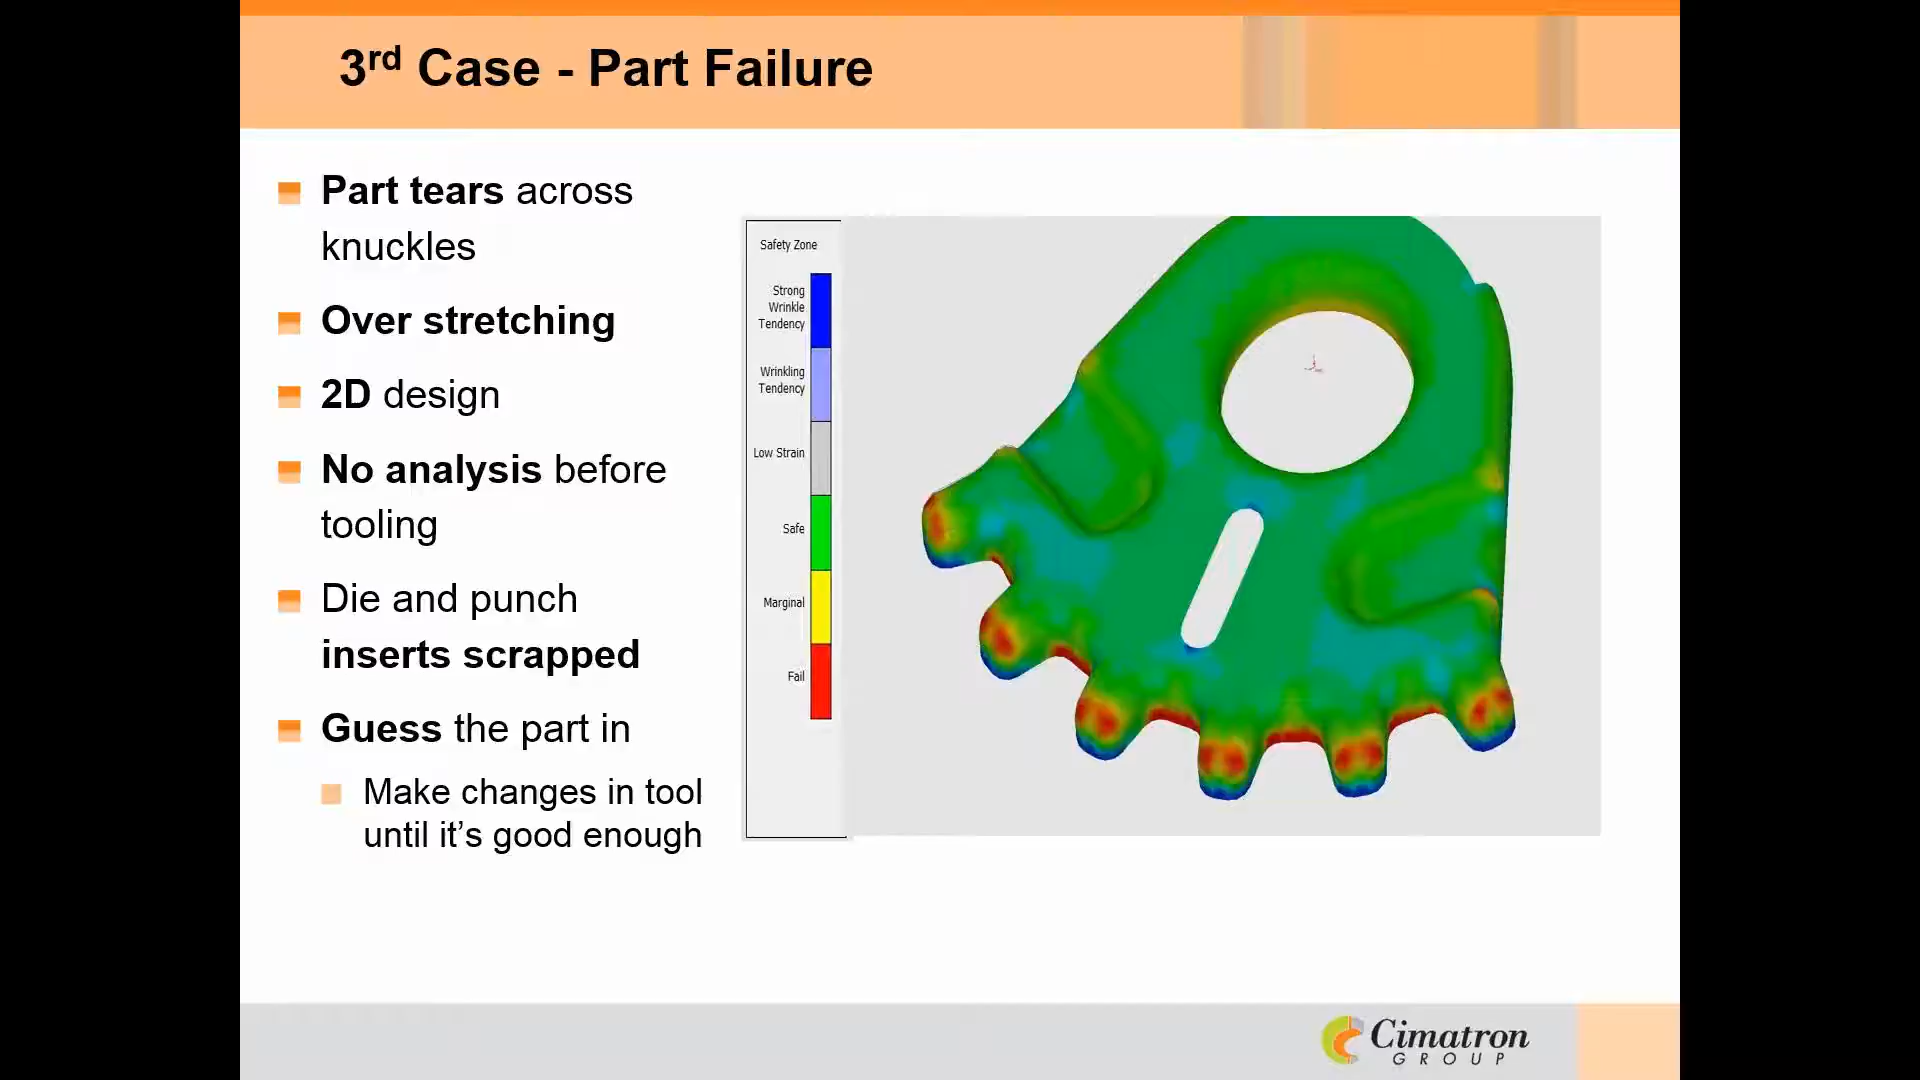 3rd Case - Part Failure
Part tears across
knuckles
Over stretching
2D design
No analysis before
tooling
Die and punch
inserts scrapped
Guess the part in
Make changes in tool
until it’s good enough
Safety Zone
Strong
Wrinkle
Tendency
Wrinkling
Tendency
Low Strain
Safe
Marginal
Fail
Cimatron
GROUP